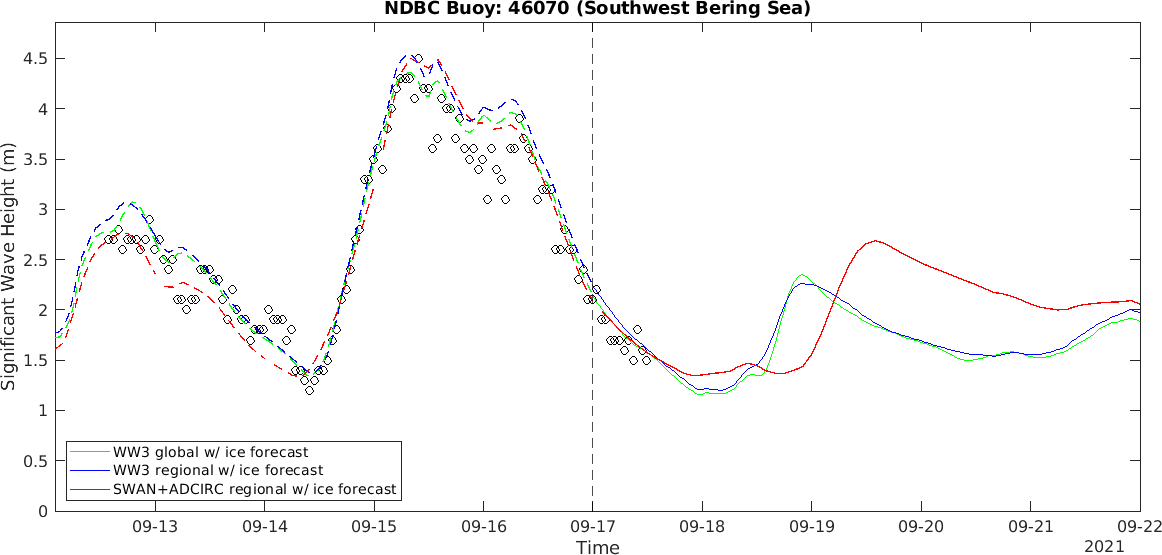 NDBC Buoy: 46070 (Southwest Bering Sea)
4.5
4
3.5
3
2.5
2
1.5
1
0.5
0
Significant Wave Height (m)
WW3 global w/ ice forecast
WW3 regional w/ ice forecast
SWAN+ADCIRC regional w/ ice forecast
09-13 09-14 09-15 09-16 09-17 09-18 09-19 09-20 09-21 09-22
Time
2021